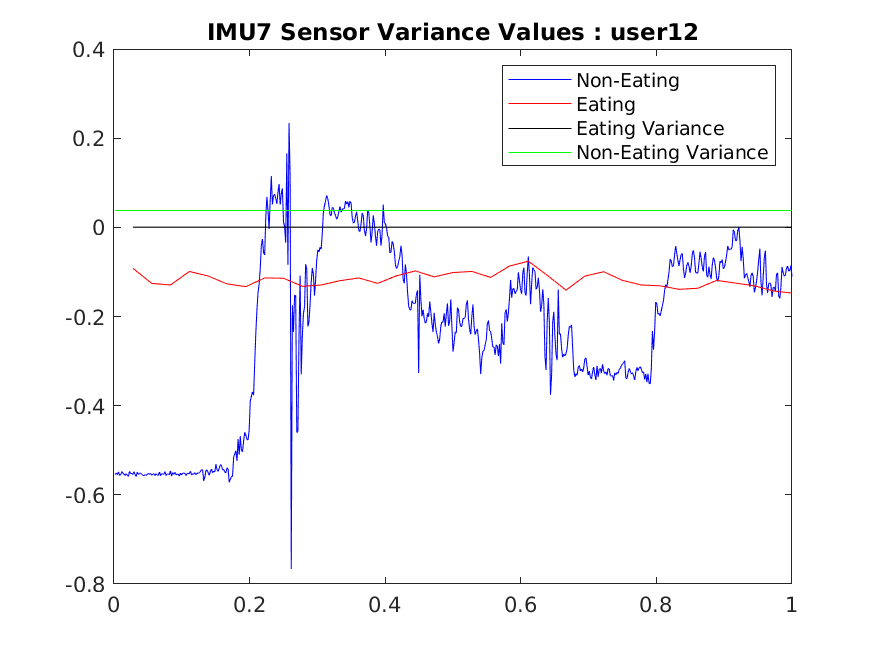 IMU7 Sensor Variance Values : user12
0.4
Non-Eating
Eating
Eating Variance
Non-Eating Variance
0.2
0
-0.2
-0.4
-0.6
-0.8
0 0.2 0.4 0.6 0.8 1